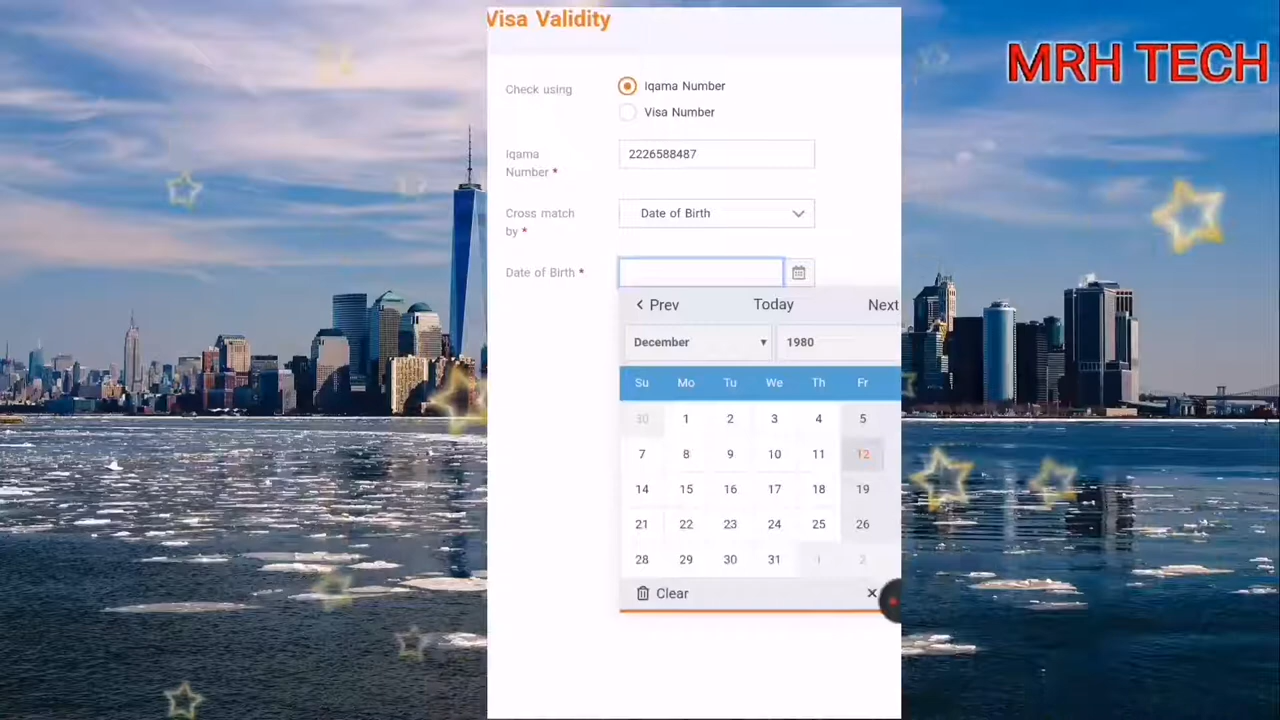 Visa Validity
MRH TECH
Check using
Iqama Number
Visa Number
Iqama
Number *
2226588487
Cross match
by *
Date of Birth
Date of Birth *
Prev Today Next
December 1980
Su Mo Tu We Th Fr
30 1 2 3 4 5
7 8 9 10 11 12
14 15 16 17 18 19
21 22 23 24 25 26
28 29 30 31 1 2
Clear